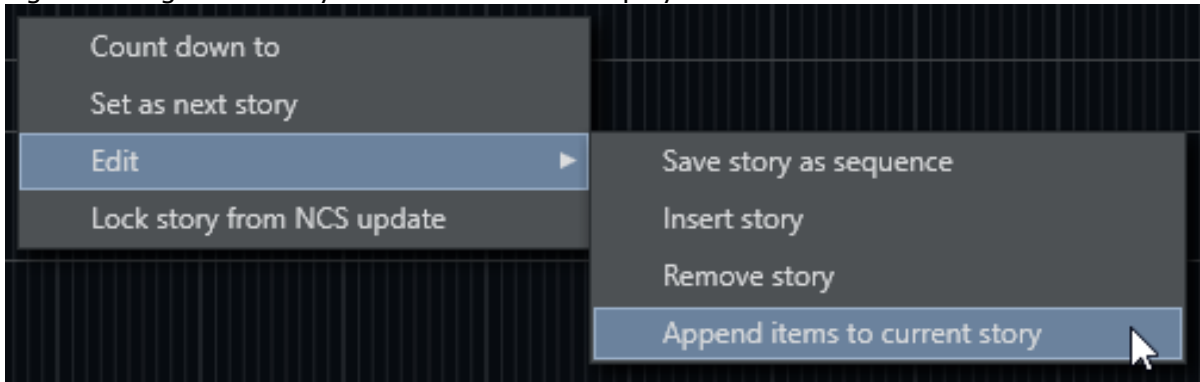 Count down to
Set as next story
Edit
Lock story from NCS update
Save story as sequence
Insert story
Remove story
Append items to current story